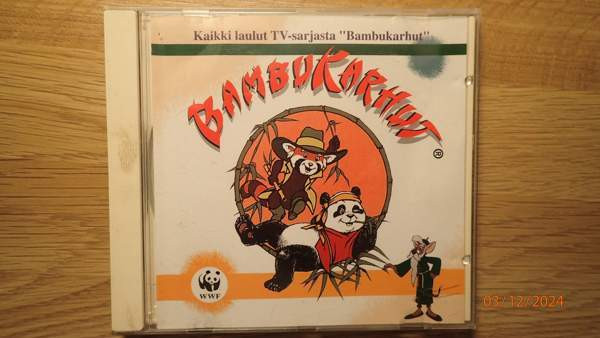 Kaikki laulut TV-sarjasta "Bambukarhut"
BAMBUKARHUT
®
WWF
03/12/2024